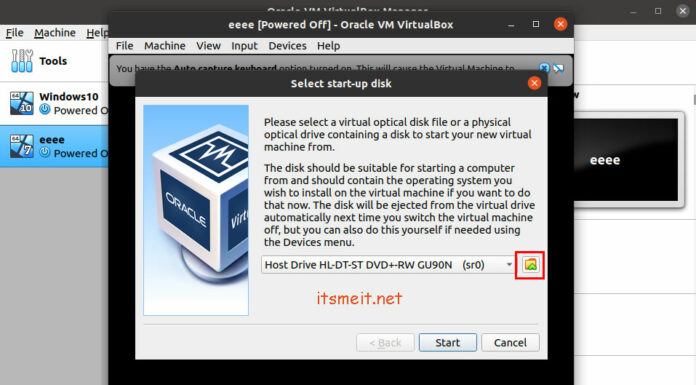 Oracle VM VirtualBox Manager
eeee [Powered Off] - Oracle VM VirtualBox
File Machine Help
File Machine View Input Devices Help
Tools
You have the Auto capture keyboard option turned on. This will cause the Virtual Machine to
Select start-up disk
64
10
Windows10
Powered O
64
7
eeee
Powered O
Please select a virtual optical disk file or a physical
optical drive containing a disk to start your new virtual
machine from.
The disk should be suitable for starting a computer
from and should contain the operating system you
wish to install on the virtual machine if you want to do
that now. The disk will be ejected from the virtual drive
automatically next time you switch the virtual machine
off, but you can also do this yourself if needed using
the Devices menu.
ORACLE
Virtu
Host Drive HL-DT-ST DVD+-RW GU90N (sr0)
itsmeit.net
< Back Start Cancel
eeee